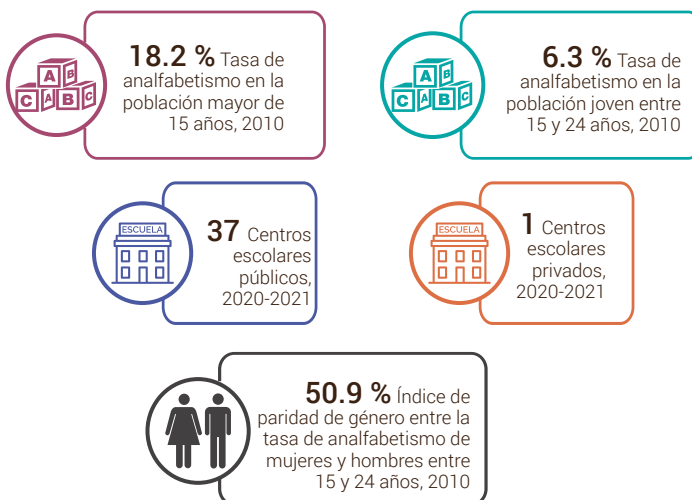 18.2 % Tasa de
analfabetismo en la
población mayor de
15 años, 2010
A B
C A B C
6.3 % Tasa de
analfabetismo en la
población joven entre
15 y 24 años, 2010
A B
C A B C
ESCUELA
37 Centros
escolares
públicos,
2020-2021
ESCUELA
1 Centros
escolares
privados,
2020-2021
50.9 % Índice de
paridad de género entre la
tasa de analfabetismo de
mujeres y hombres entre
15 y 24 años, 2010